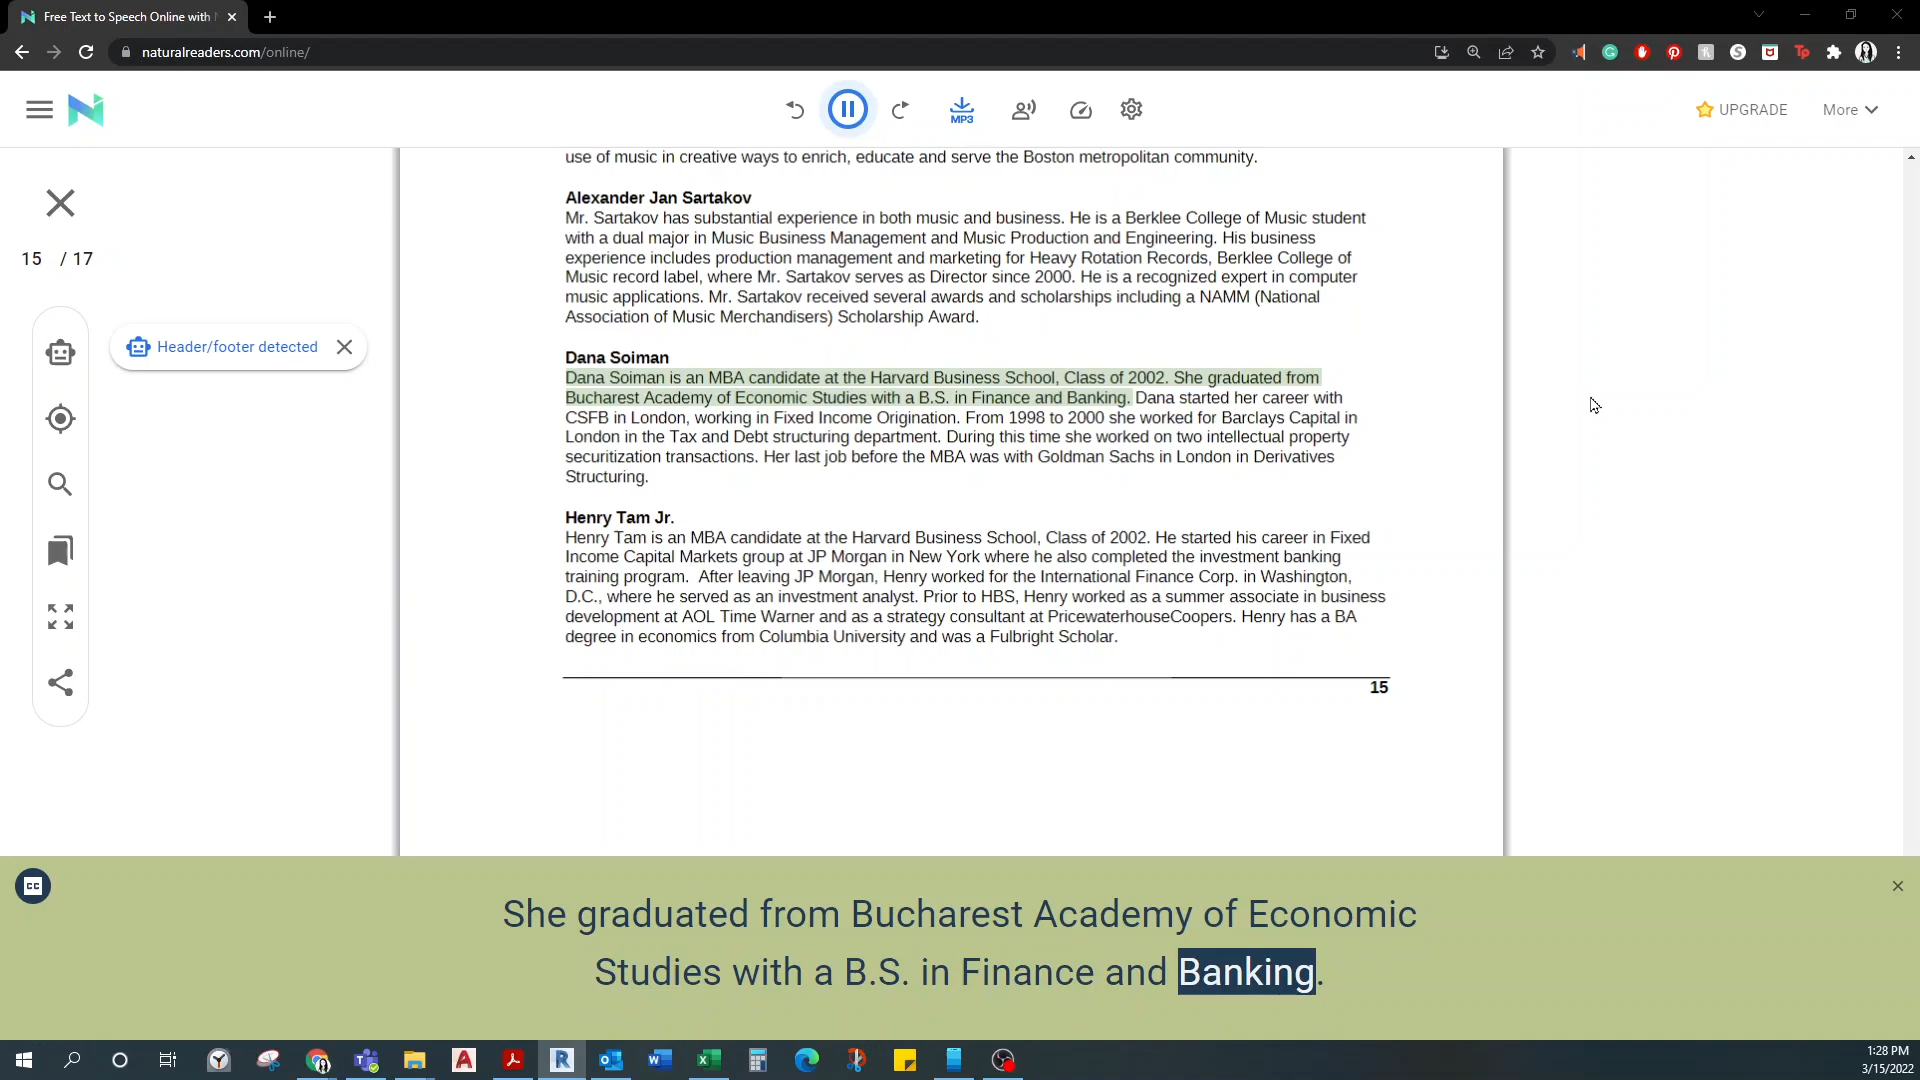 Free Text to Speech Online with
naturalreaders.com/online/
MP3
UPGRADE
More
15 / 17
Header/footer detected
use of music in creative ways to enrich, educate and serve the Boston metropolitan community.
Alexander Jan Sartakov
Mr. Sartakov has substantial experience in both music and business. He is a Berklee College of Music student
with a dual major in Music Business Management and Music Production and Engineering. His business
experience includes production management and marketing for Heavy Rotation Records, Berklee College of
Music record label, where Mr. Sartakov serves as Director since 2000. He is a recognized expert in computer
music applications. Mr. Sartakov received several awards and scholarships including a NAMM (National
Association of Music Merchandisers) Scholarship Award.
Dana Soiman
Dana Soiman is an MBA candidate at the Harvard Business School, Class of 2002. She graduated from
Bucharest Academy of Economic Studies with a B.S. in Finance and Banking. Dana started her career with
CSFB in London, working in Fixed Income Origination. From 1998 to 2000 she worked for Barclays Capital in
London in the Tax and Debt structuring department. During this time she worked on two intellectual property
securitization transactions. Her last job before the MBA was with Goldman Sachs in London in Derivatives
Structuring.
Henry Tam Jr.
Henry Tam is an MBA candidate at the Harvard Business School, Class of 2002. He started his career in Fixed
Income Capital Markets group at JP Morgan in New York where he also completed the investment banking
training program. After leaving JP Morgan, Henry worked for the International Finance Corp. in Washington,
D.C., where he served as an investment analyst. Prior to HBS, Henry worked as a summer associate in business
development at AOL Time Warner and as a strategy consultant at PricewaterhouseCoopers. Henry has a BA
degree in economics from Columbia University and was a Fulbright Scholar.
15
CC
She graduated from Bucharest Academy of Economic
Studies with a B.S. in Finance and Banking.
1:28 PM
3/15/2022